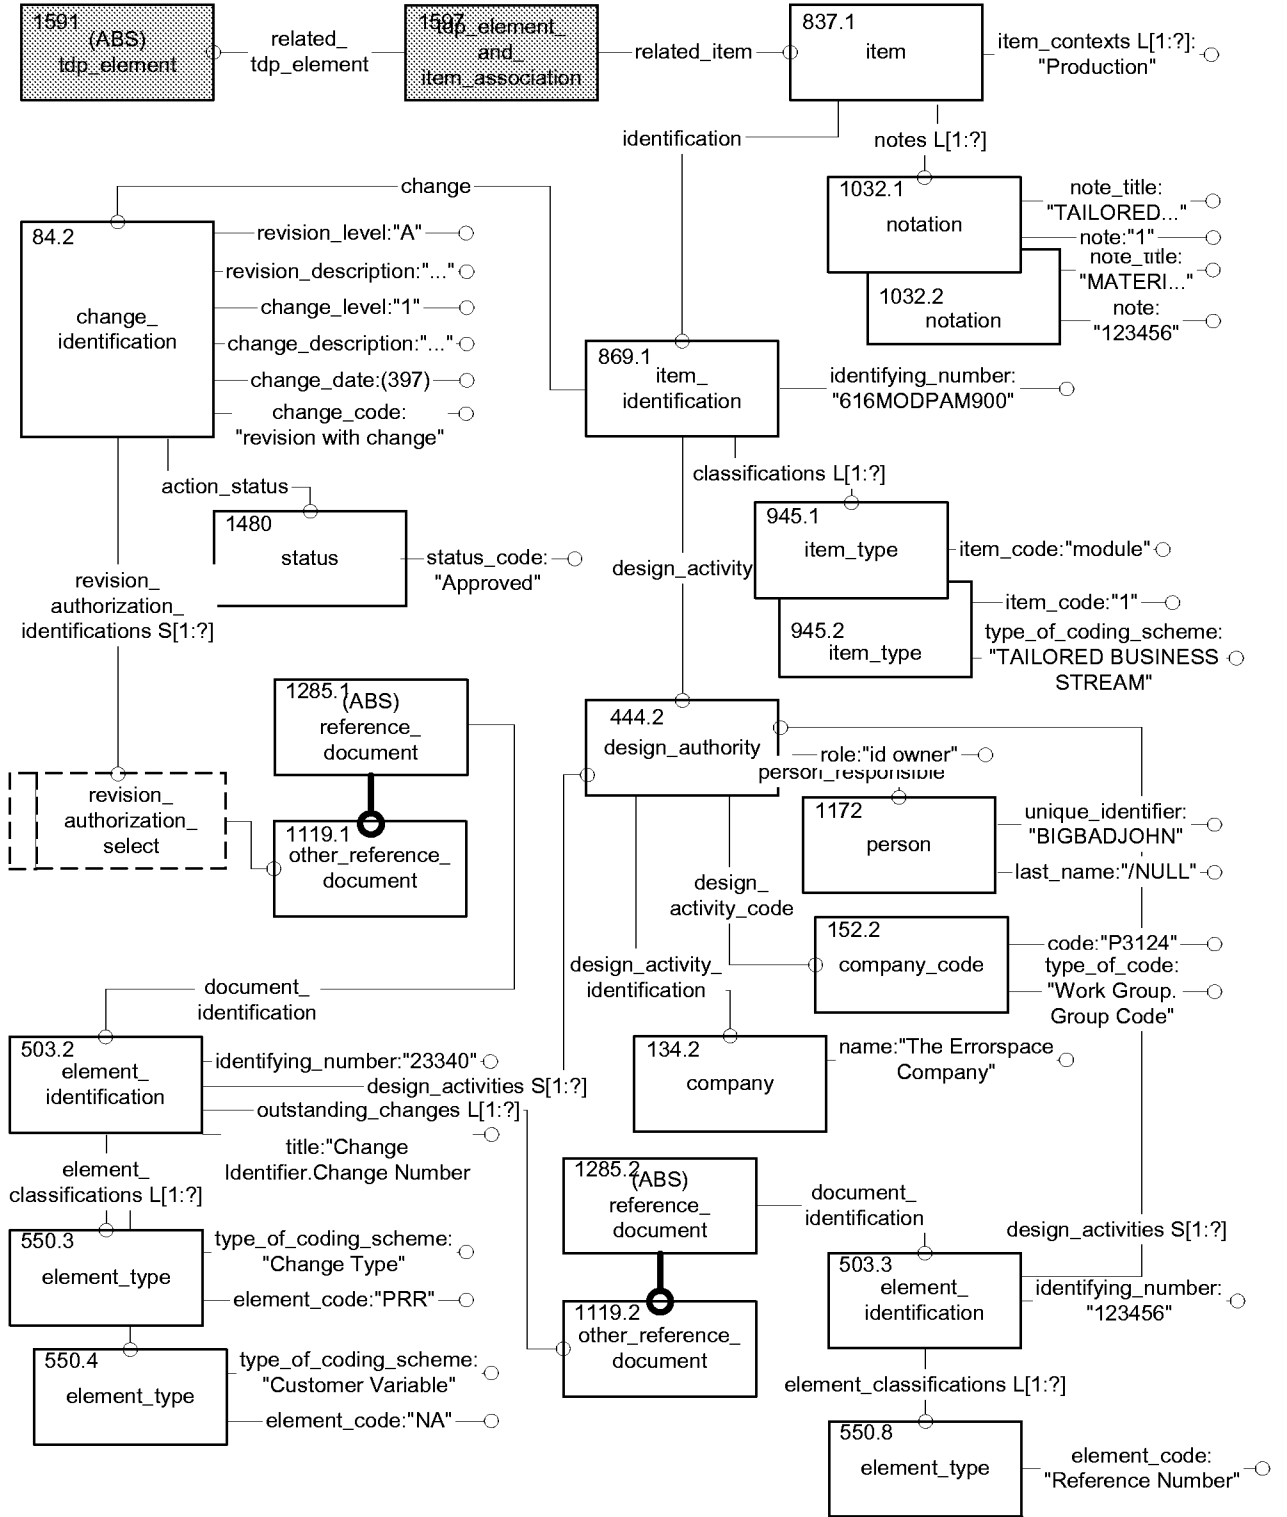 1591
(ABS)
tdp_element
related_
tdp_element
1597
tdp_element_
and_
item_association
related_item
837.1
item
item_contexts L[1:?]:
"Production"
identification
notes L[1:?]
change
1032.1
notation
note_title:
"TAILORED..."
note:"1"
note_title:
"MATERI..."
1032.2
notation
note:
"123456"
84.2
change_
identification
revision_level:"A"
revision_description:"..."
change_level:"1"
change_description:"..."
change_date:(397)
change_code:
"revision with change"
869.1
item_
identification
identifying_number:
"616MODPAM900"
classifications L[1:?]
action_status
1480
status
status_code:
"Approved"
design_activity
945.1
item_type
item_code:"module"
945.2
item_type
item_code:"1"
type_of_coding_scheme:
"TAILORED BUSINESS
STREAM"
revision_
authorization_
identifications S[1:?]
1285.1
(ABS)
reference_
document
444.2
design_authority
role:"id owner"
person_responsible
revision_
authorization_
select
1119.1
other_reference_
document
1172
person
unique_identifier:
"BIGBADJOHN"
last_name:"/NULL"
design_
activity_code
152.2
company_code
code:"P3124"
type_of_code:
"Work Group.
Group Code"
design_activity_
identification
document_
identification
503.2
element_
identification
identifying_number:"23340"
design_activities S[1:?]
outstanding_changes L[1:?]
title:"Change
Identifier.Change Number
134.2
company
name:"The Errorspace
Company"
element_
classifications L[1:?]
1285.2
(ABS)
reference_
document
document_
identification
design_activities S[1:?]
550.3
element_type
type_of_coding_scheme:
"Change Type"
element_code:"PRR"
503.3
element_
identification
identifying_number:
"123456"
1119.2
other_reference_
document
550.4
element_type
type_of_coding_scheme:
"Customer Variable"
element_code:"NA"
element_classifications L[1:?]
550.8
element_type
element_code:
"Reference Number"